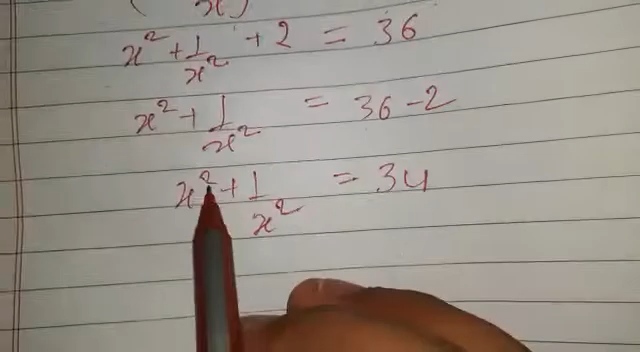 x)
x² + 1/x² + 2 = 36
x² + 1/x² = 36 - 2
x² + 1/x² = 34